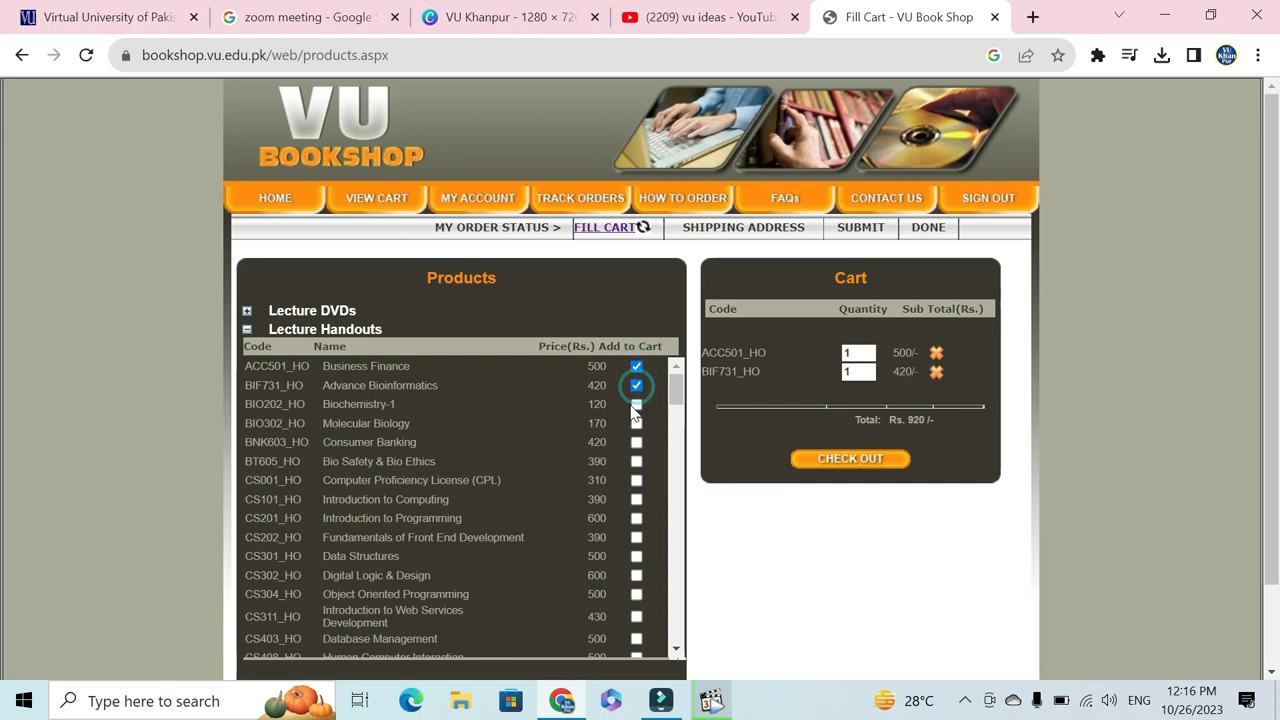 Virtual University of Pakis
zoom meeting - Google
VU Khanpur - 1280 × 720
(2209) vu ideas - YouTube
Fill Cart - VU Book Shop
bookshop.vu.edu.pk/web/products.aspx
VU
BOOKSHOP
HOME
VIEW CART
MY ACCOUNT
TRACK ORDERS
HOW TO ORDER
FAQs
CONTACT US
SIGN OUT
MY ORDER STATUS >
FILL CART
SHIPPING ADDRESS
SUBMIT
DONE
Products
Lecture DVDs
Lecture Handouts
Code Name Price(Rs.) Add to Cart
ACC501_HO Business Finance 500
BIF731_HO Advance Bioinformatics 420
BIO202_HO Biochemistry-1 120
BIO302_HO Molecular Biology 170
BNK603_HO Consumer Banking 420
BT605_HO Bio Safety & Bio Ethics 390
CS001_HO Computer Proficiency License (CPL) 310
CS101_HO Introduction to Computing 390
CS201_HO Introduction to Programming 600
CS202_HO Fundamentals of Front End Development 390
CS301_HO Data Structures 500
CS302_HO Digital Logic & Design 600
CS304_HO Object Oriented Programming 500
CS311_HO Introduction to Web Services Development 430
CS403_HO Database Management 500
CS408_HO Human Computer Interaction 500
Cart
Code Quantity Sub Total(Rs.)
ACC501_HO 1 500/-
BIF731_HO 1 420/-
Total: Rs. 920 /-
CHECK OUT
Type here to search
28°C
ENG
12:16 PM
10/26/2023